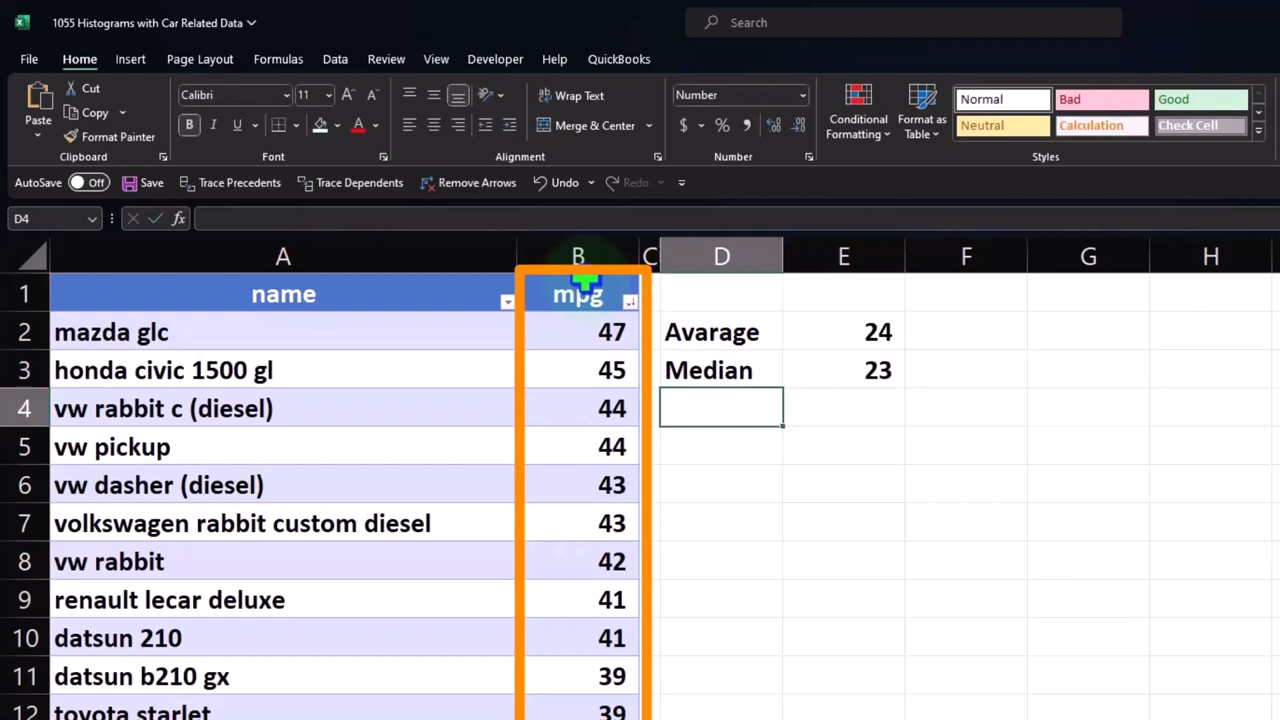 1055 Histograms with Car Related Data
Search
File Home Insert Page Layout Formulas Data Review View Developer Help QuickBooks
Paste
Cut
Copy
Format Painter
Calibri 11
B I U
Wrap Text
Merge & Center
Number
$ %
Conditional Formatting
Format as Table
Normal Bad Good
Neutral Calculation Check Cell
Clipboard Font Alignment Number Styles
AutoSave Off Save Trace Precedents Trace Dependents Remove Arrows Undo Redo
D4 fx
A B C D E F G H
1 name mpg
2 mazda glc 47 Avarage 24
3 honda civic 1500 gl 45 Median 23
4 vw rabbit c (diesel) 44
5 vw pickup 44
6 vw dasher (diesel) 43
7 volkswagen rabbit custom diesel 43
8 vw rabbit 42
9 renault lecar deluxe 41
10 datsun 210 41
11 datsun b210 gx 39
12 toyota starlet 39